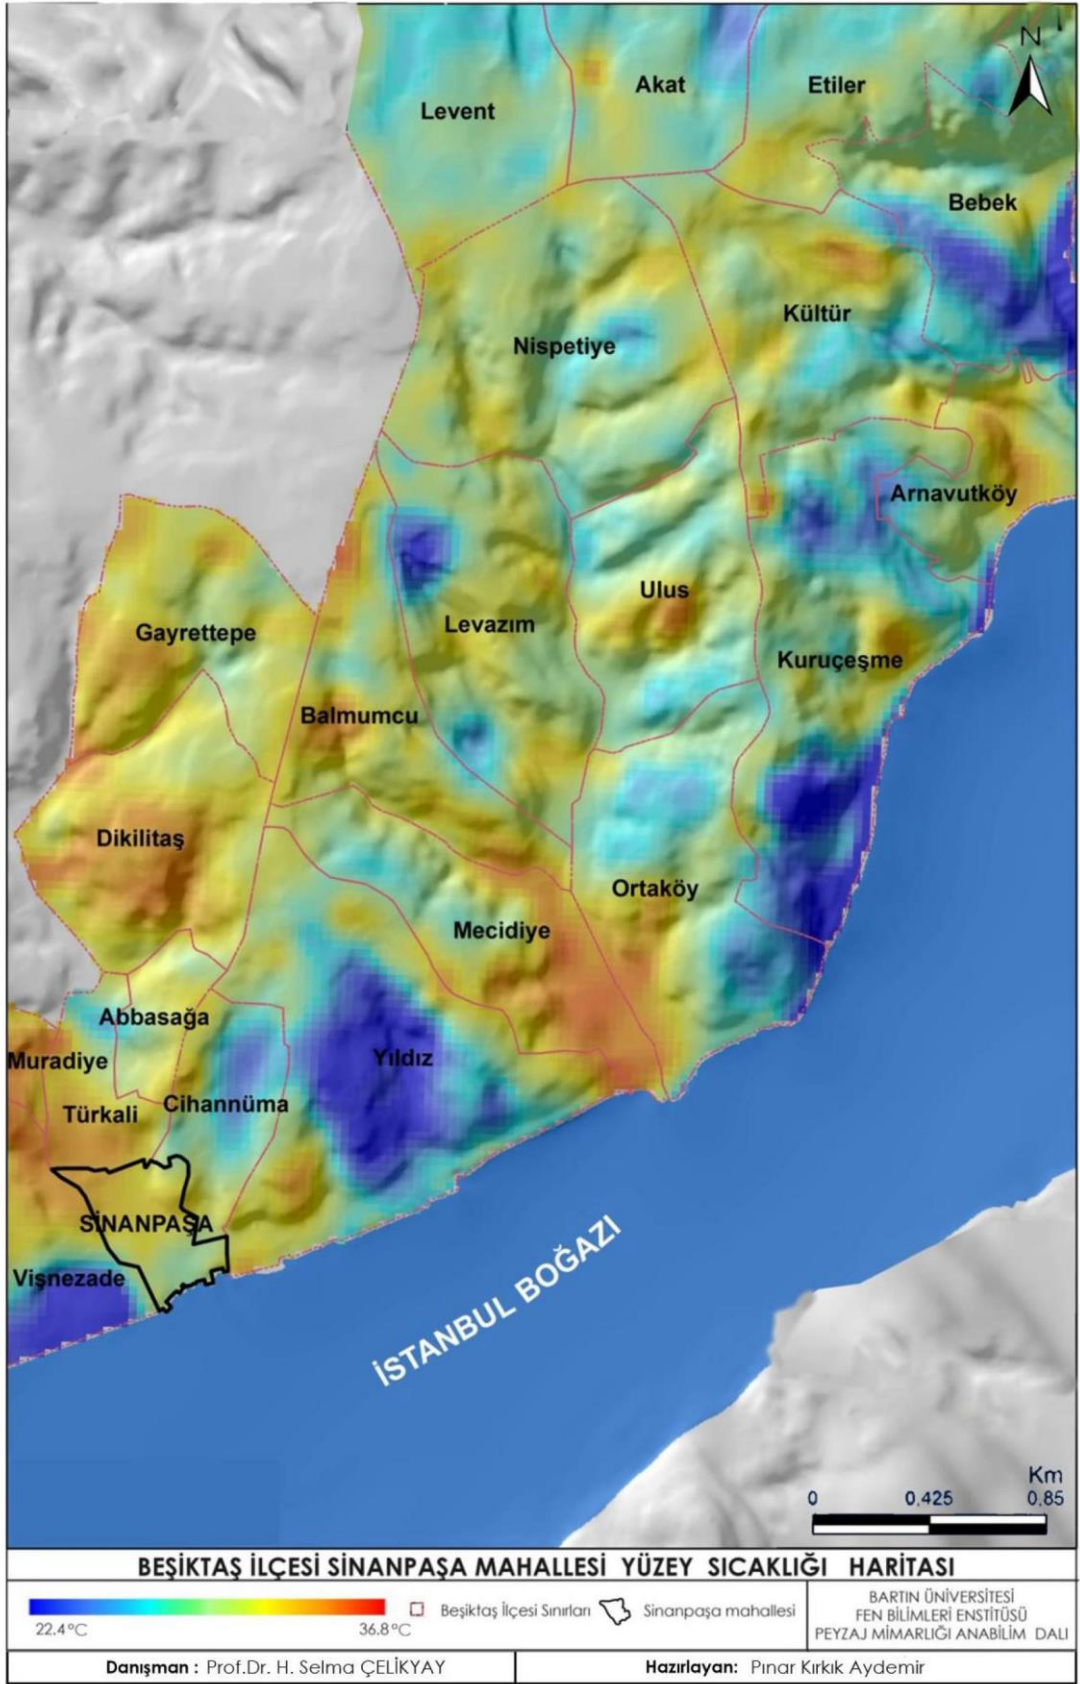 N
Levent
Akat
Etiler
Bebek
Kültür
Nispetiye
Arnavutköy
Ulus
Levazım
Gayrettepe
Kuruçeşme
Balmumcu
Dikilitaş
Ortaköy
Mecidiye
Abbasağa
Muradiye
Yıldız
Türkali
Cihannüma
SİNANPAŞA
Vişnezade
İSTANBUL BOĞAZI
Km
0 0,425 0,85
BEŞİKTAŞ İLÇESİ SİNANPAŞA MAHALLESİ YÜZEY SICAKLIĞI HARİTASI
22.4°C 36.8°C
Beşiktaş İlçesi Sınırları
Sinanpaşa mahallesi
BARTIN ÜNİVERSİTESİ
FEN BİLİMLERİ ENSTİTÜSÜ
PEYZAJ MİMARLIĞI ANABİLİM DALI
Danışman : Prof.Dr. H. Selma ÇELİKYAY
Hazırlayan: Pınar Kırkık Aydemir